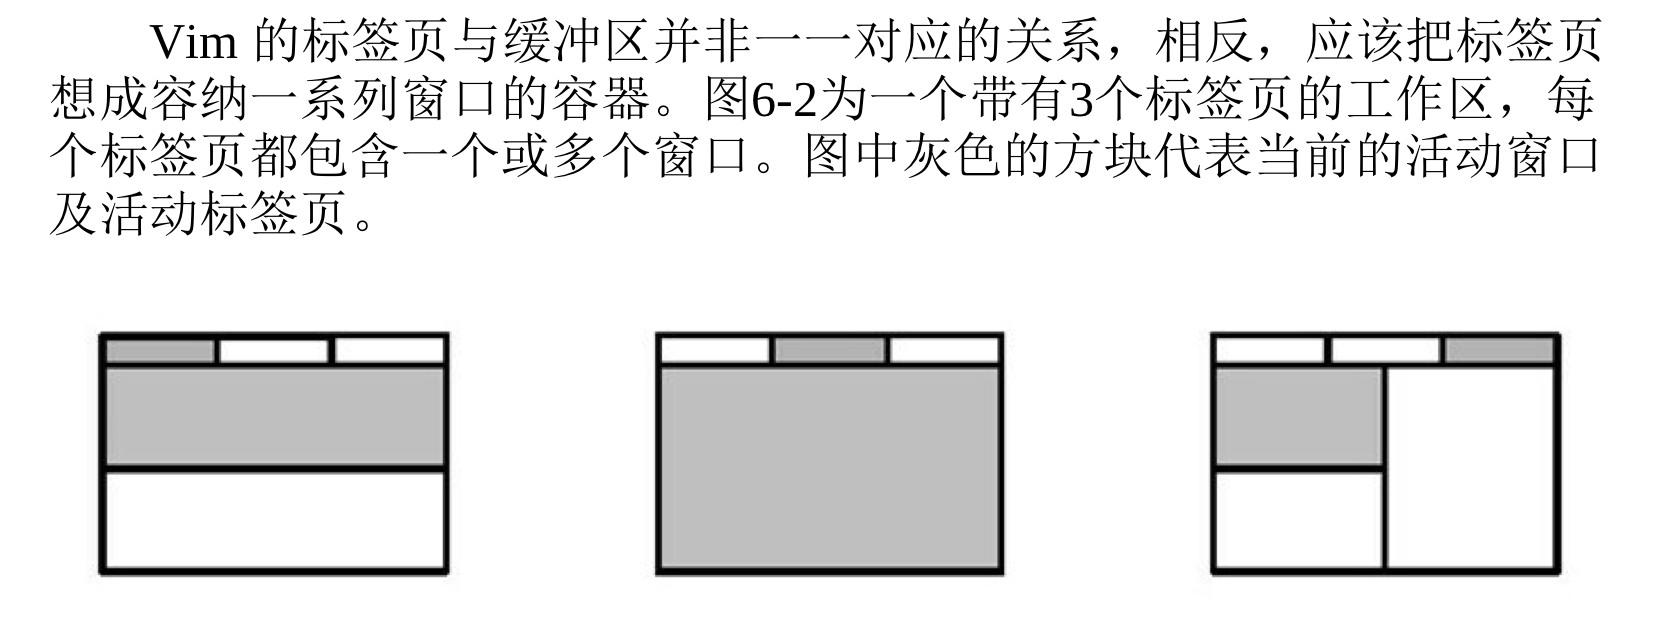 Vim 的标签页与缓冲区并非一一对应的关系，相反，应该把标签页
想成容纳一系列窗口的容器。图6-2为一个带有3个标签页的工作区，每
个标签页都包含一个或多个窗口。图中灰色的方块代表当前的活动窗口
及活动标签页。